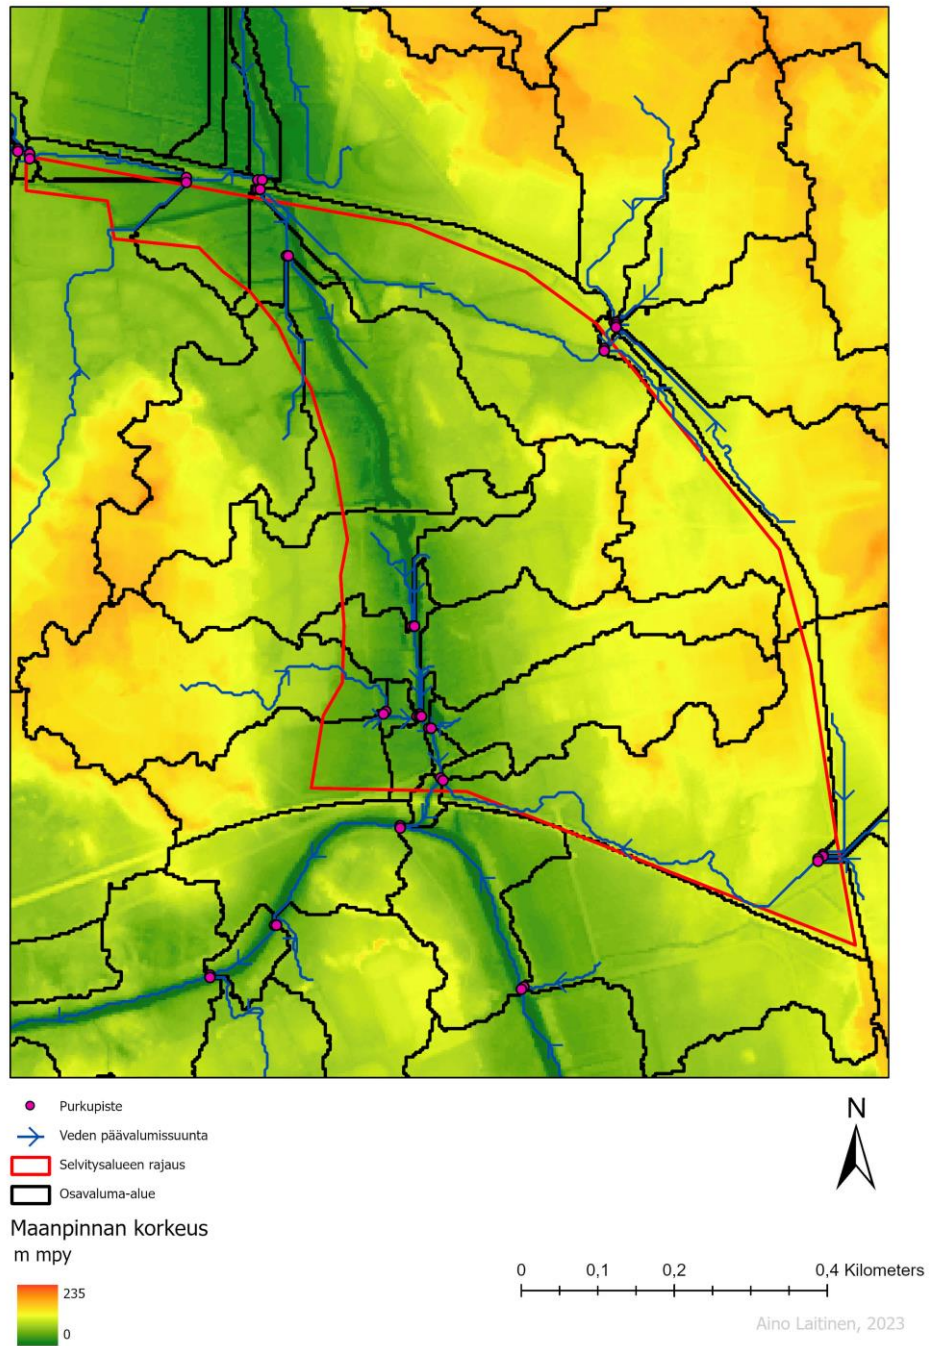 Purkupiste
Veden päävalumissuunta
Selvitysalueen rajaus
Osavaluma-alue
Maanpinnan korkeus
m mpy
235
0
N
0 0,1 0,2 0,4 Kilometers
Aino Laitinen, 2023